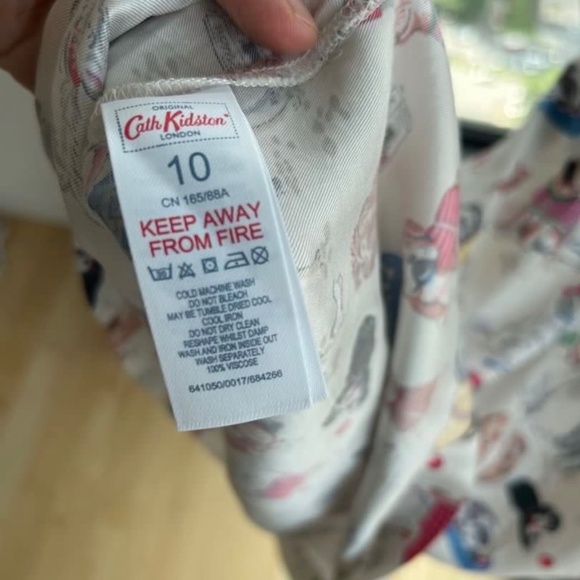 ORIGINAL
Cath Kidston
LONDON
10
CN 165/88A
KEEP AWAY
FROM FIRE
COLD MACHINE WASH
DO NOT BLEACH
MAY BE TUMBLE DRIED COOL
COOL IRON
DO NOT DRY CLEAN
RESHAPE WHILST DAMP
WASH AND IRON INSIDE OUT
WASH SEPARATELY
100% VISCOSE
641050/0017/684266